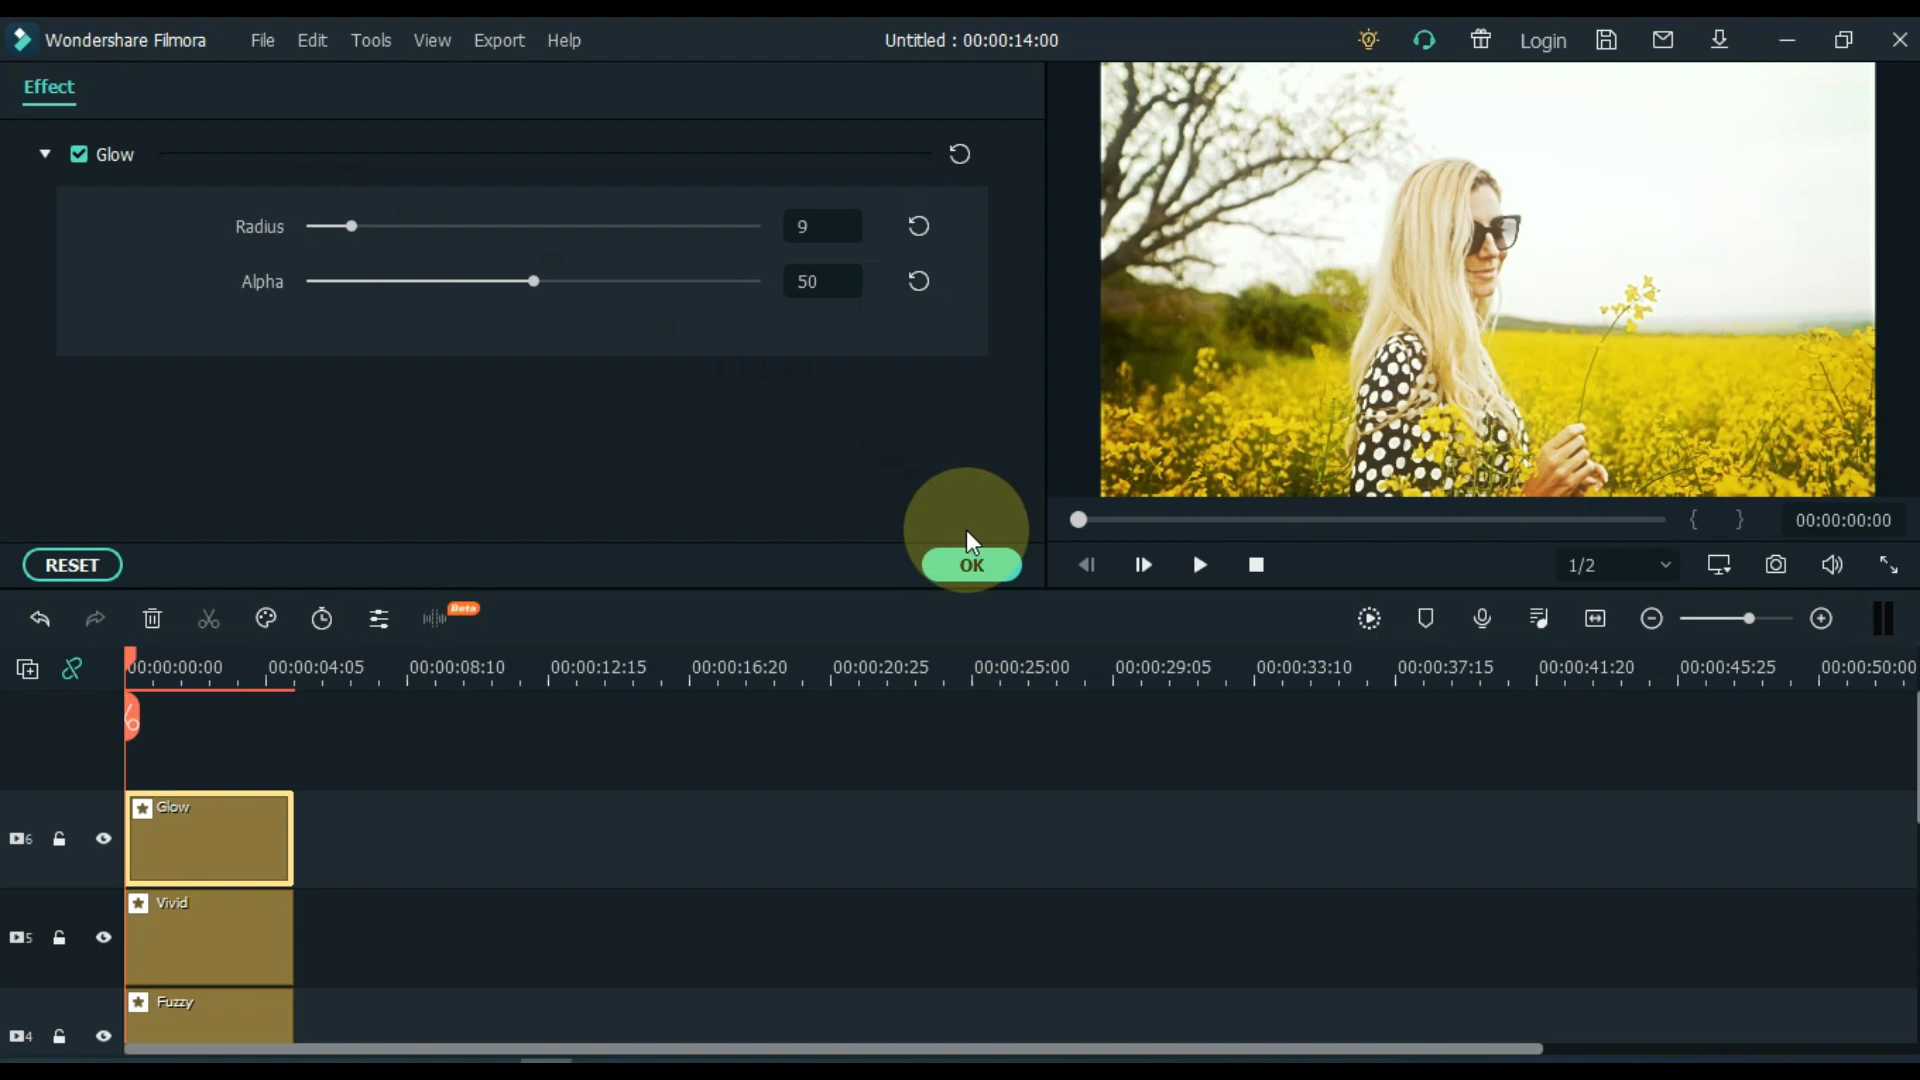 Wondershare Filmora File Edit Tools View Export Help Untitled : 00:00:14:00 Login
Effect
Glow
Radius 9
Alpha 50
{ } 00:00:00:00
RESET OK 1/2
Beta
00:00:00:00 00:00:04:05 00:00:08:10 00:00:12:15 00:00:16:20 00:00:20:25 00:00:25:00 00:00:29:05 00:00:33:10 00:00:37:15 00:00:41:20 00:00:45:25 00:00:50:00
Glow
6
Vivid
5
Fuzzy
4